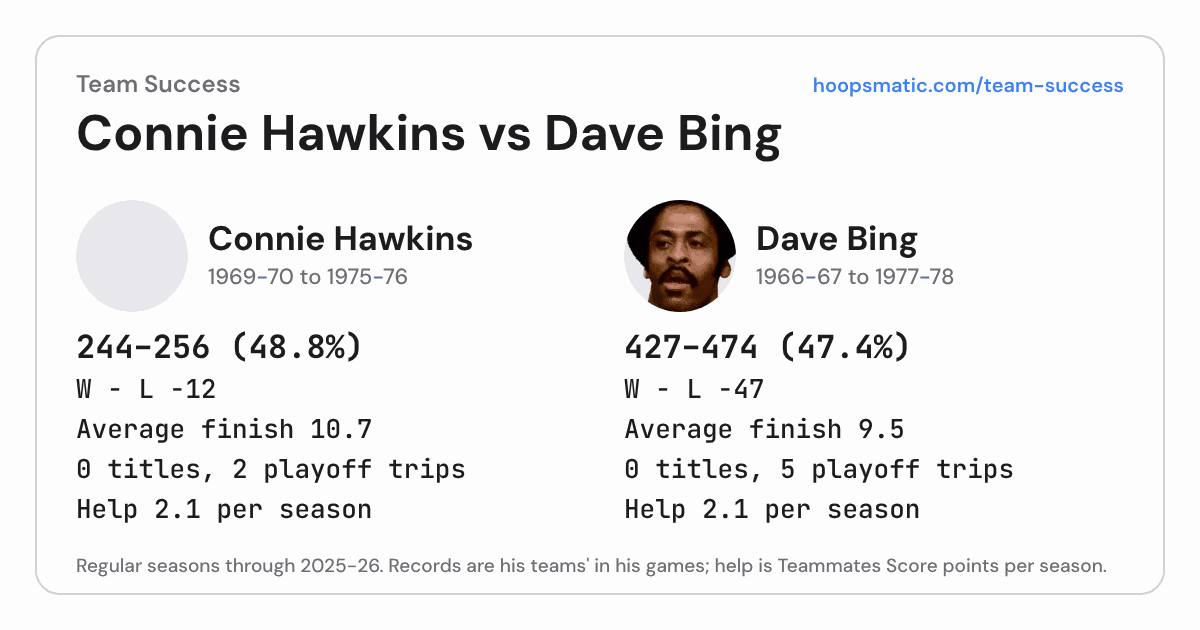 Team Success
hoopsmatic.com/team-success
Connie Hawkins vs Dave Bing
Connie Hawkins
1969–70 to 1975–76
244–256 (48.8%)
W - L -12
Average finish 10.7
0 titles, 2 playoff trips
Help 2.1 per season
Dave Bing
1966–67 to 1977–78
427–474 (47.4%)
W - L -47
Average finish 9.5
0 titles, 5 playoff trips
Help 2.1 per season
Regular seasons through 2025-26. Records are his teams' in his games; help is Teammates Score points per season.